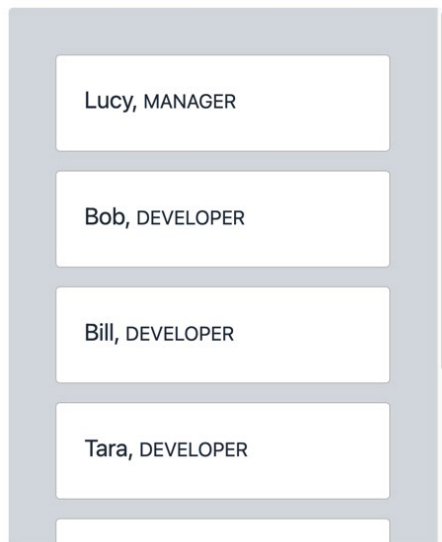 Lucy, MANAGER
Bob, DEVELOPER
Bill, DEVELOPER
Tara, DEVELOPER